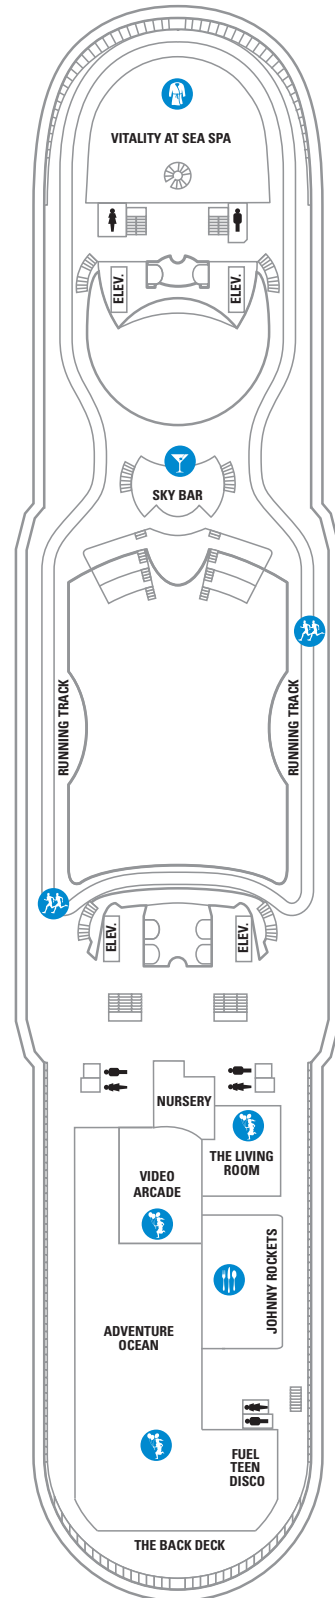 VITALITY AT SEA SPA
ELEV.
ELEV.
SKY BAR
RUNNING TRACK
RUNNING TRACK
ELEV.
ELEV.
NURSERY
THE LIVING
ROOM
VIDEO
ARCADE
JOHNNY ROCKETS
ADVENTURE
OCEAN
FUEL
TEEN
DISCO
THE BACK DECK